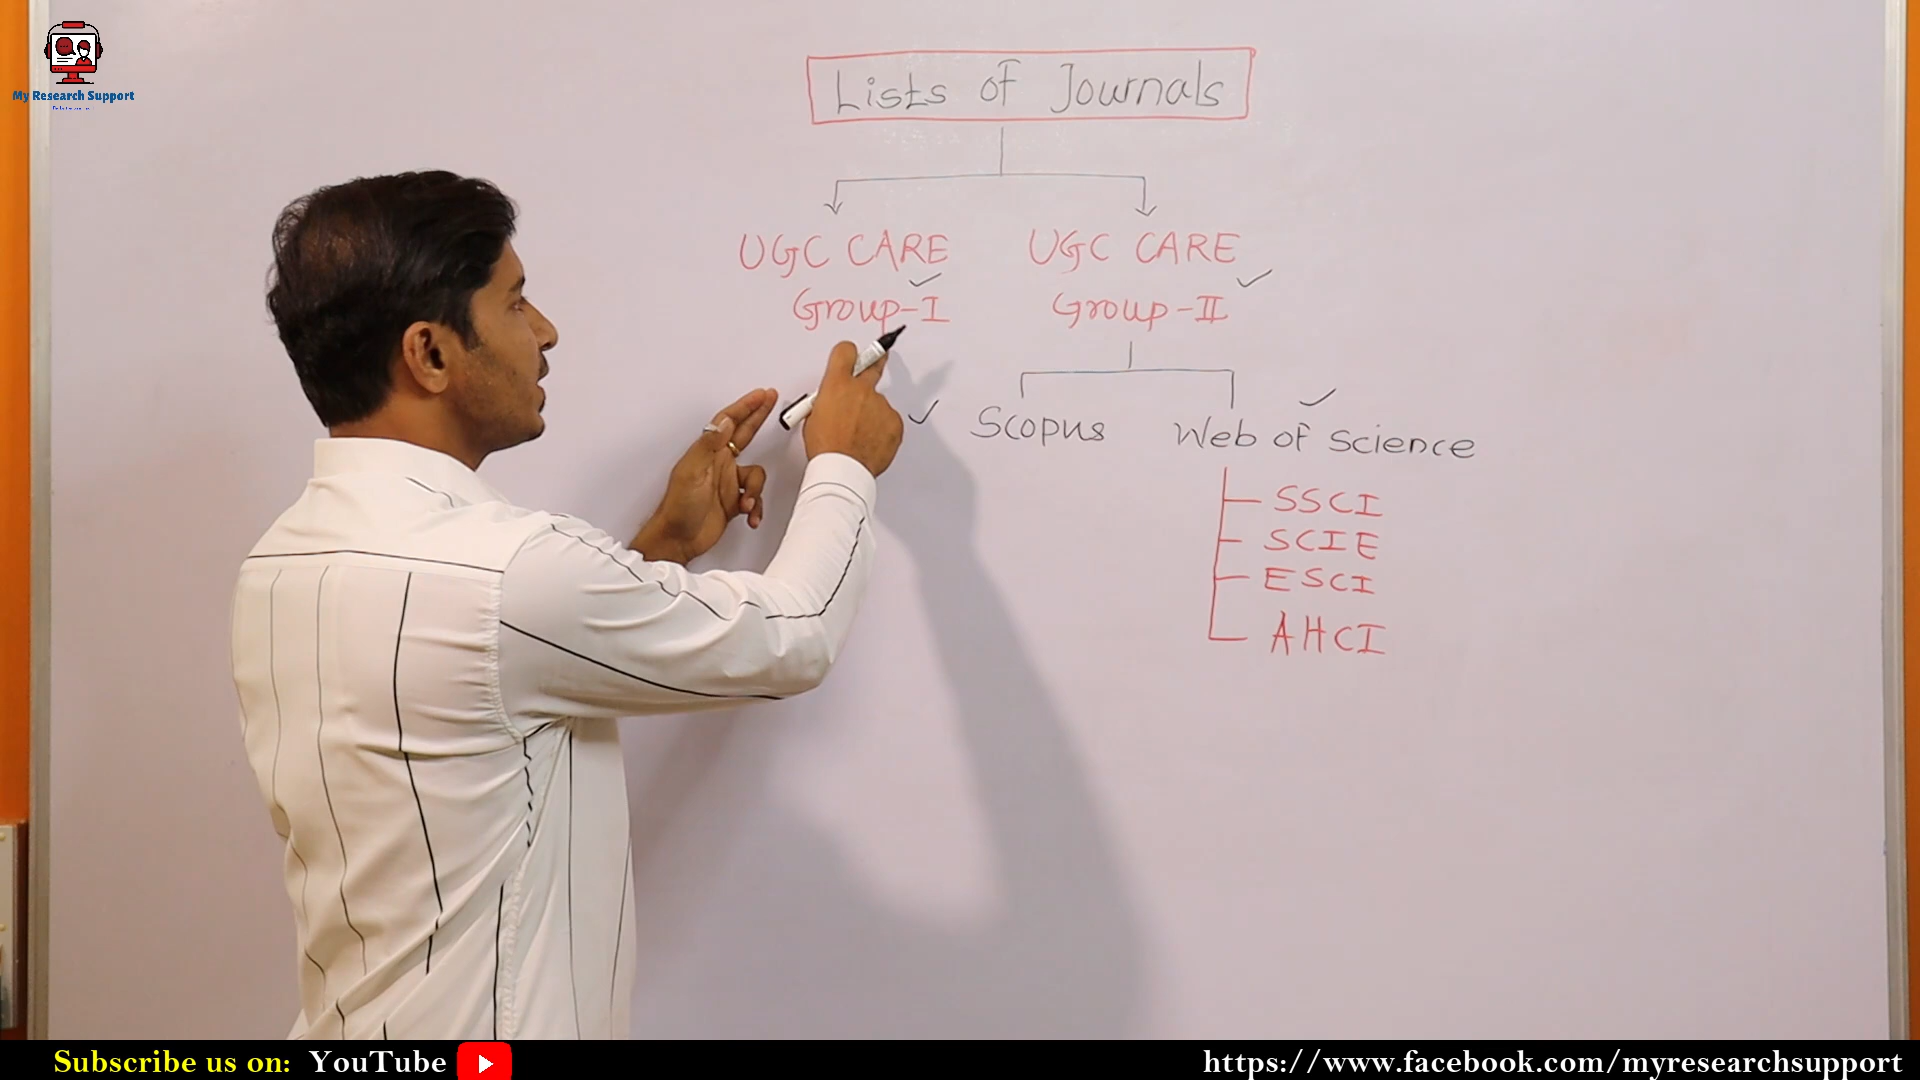 My Research Support
Lists of Journals
UGC CARE
Group-I
UGC CARE
Group-II
Scopus
Web of Science
SSCI
SCIE
ESCI
AHCI
Subscribe us on: YouTube
https://www.facebook.com/myresearchsupport